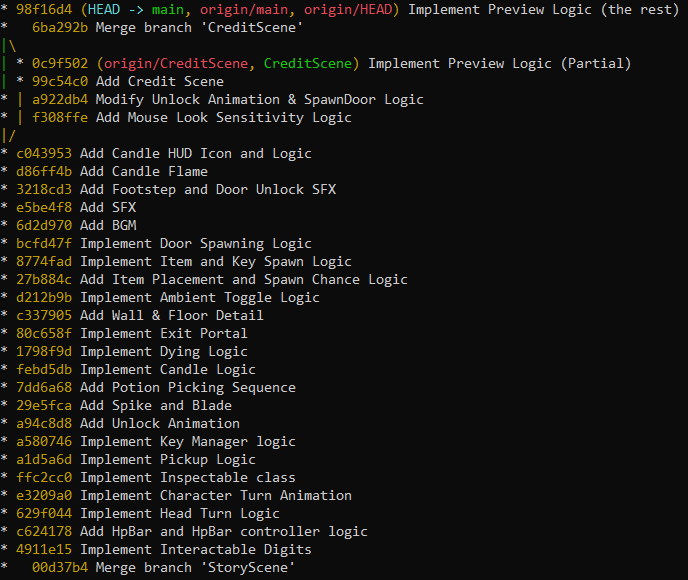 * 98f16d4 (HEAD -> main, origin/main, origin/HEAD) Implement Preview Logic (the rest)
*   6ba292b Merge branch 'CreditScene'
|\
| * 0c9f502 (origin/CreditScene, CreditScene) Implement Preview Logic (Partial)
| * 99c54c0 Add Credit Scene
* | a922db4 Modify Unlock Animation & SpawnDoor Logic
* | f308ffe Add Mouse Look Sensitivity Logic
|/
* c043953 Add Candle HUD Icon and Logic
* d86ff4b Add Candle Flame
* 3218cd3 Add Footstep and Door Unlock SFX
* e5be4f8 Add SFX
* 6d2d970 Add BGM
* bcfd47f Implement Door Spawning Logic
* 8774fad Implement Item and Key Spawn Logic
* 27b884c Add Item Placement and Spawn Chance Logic
* d212b9b Implement Ambient Toggle Logic
* c337905 Add Wall & Floor Detail
* 80c658f Implement Exit Portal
* 1798f9d Implement Dying Logic
* febd5db Implement Candle Logic
* 7dd6a68 Add Potion Picking Sequence
* 29e5fca Add Spike and Blade
* a94c8d8 Add Unlock Animation
* a580746 Implement Key Manager logic
* a1d5a6d Implement Pickup Logic
* ffc2cc0 Implement Inspectable class
* e3209a0 Implement Character Turn Animation
* 629f044 Implement Head Turn Logic
* c624178 Add HpBar and HpBar controller logic
* 4911e15 Implement Interactable Digits
*   00d37b4 Merge branch 'StoryScene'